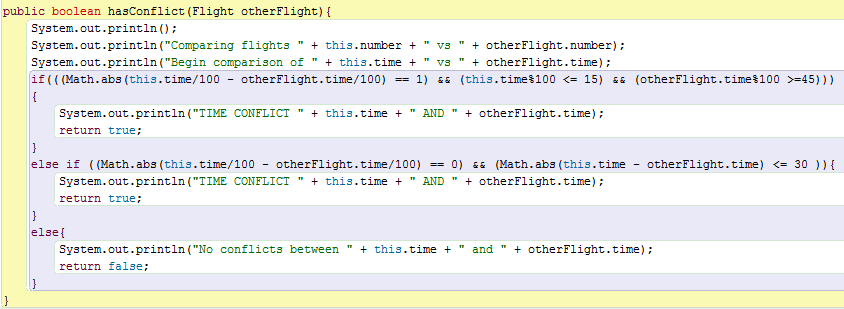 public boolean hasConflict(Flight otherFlight){
System.out.println();
System.out.println("Comparing flights " + this.number + " vs " + otherFlight.number);
System.out.println("Begin comparison of " + this.time + " vs " + otherFlight.time);
if(((Math.abs(this.time/100 - otherFlight.time/100) == 1) && (this.time%100 <= 15) && (otherFlight.time%100 >=45)))
{
System.out.println("TIME CONFLICT " + this.time + " AND " + otherFlight.time);
return true;
}
else if ((Math.abs(this.time/100 - otherFlight.time/100) == 0) && (Math.abs(this.time - otherFlight.time) <= 30 )){
System.out.println("TIME CONFLICT " + this.time + " AND " + otherFlight.time);
return true;
}
else{
System.out.println("No conflicts between " + this.time + " and " + otherFlight.time);
return false;
}
}